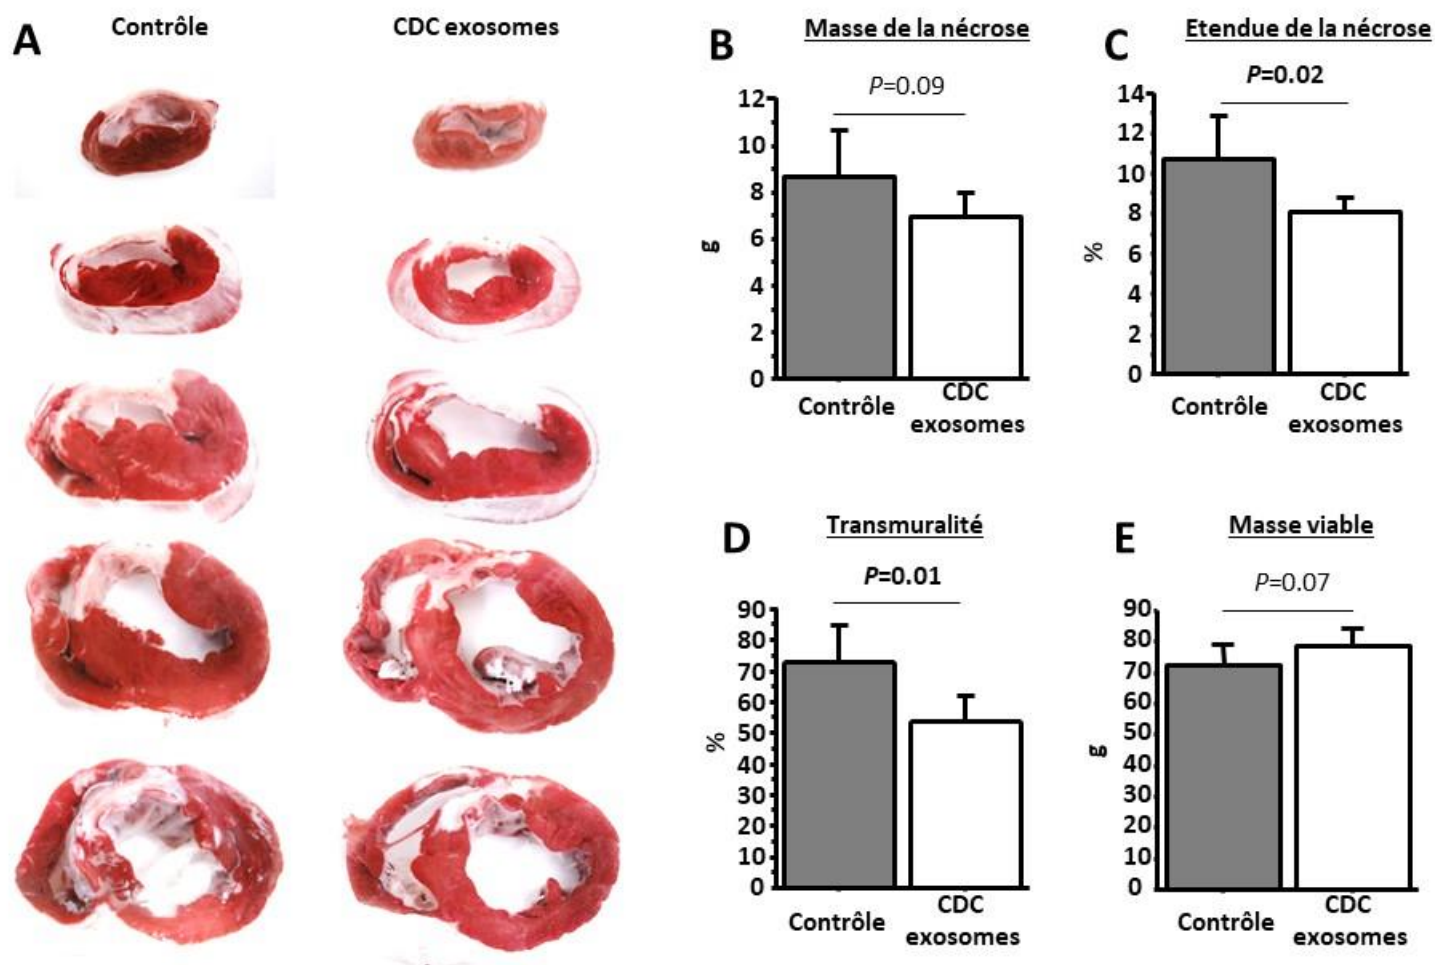 A
Contrôle
CDC exosomes
B
Masse de la nécrose
P=0.09
12
10
8
6
4
2
0
g
Contrôle
CDC
exosomes
C
Etendue de la nécrose
P=0.02
14
12
10
8
6
4
2
0
%
Contrôle
CDC
exosomes
D
Transmuralité
P=0.01
90
80
70
60
50
40
30
20
10
0
%
Contrôle
CDC
exosomes
E
Masse viable
P=0.07
90
80
70
60
50
40
30
20
10
0
g
Contrôle
CDC
exosomes